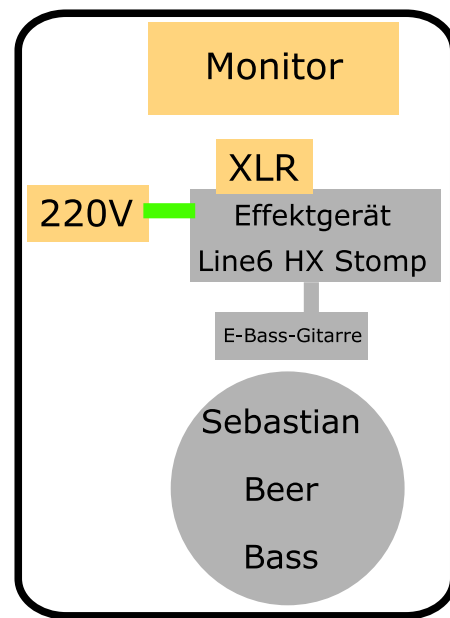 Monitor
XLR
220V
Effektgerät
Line6 HX Stomp
E-Bass-Gitarre
Sebastian
Beer
Bass